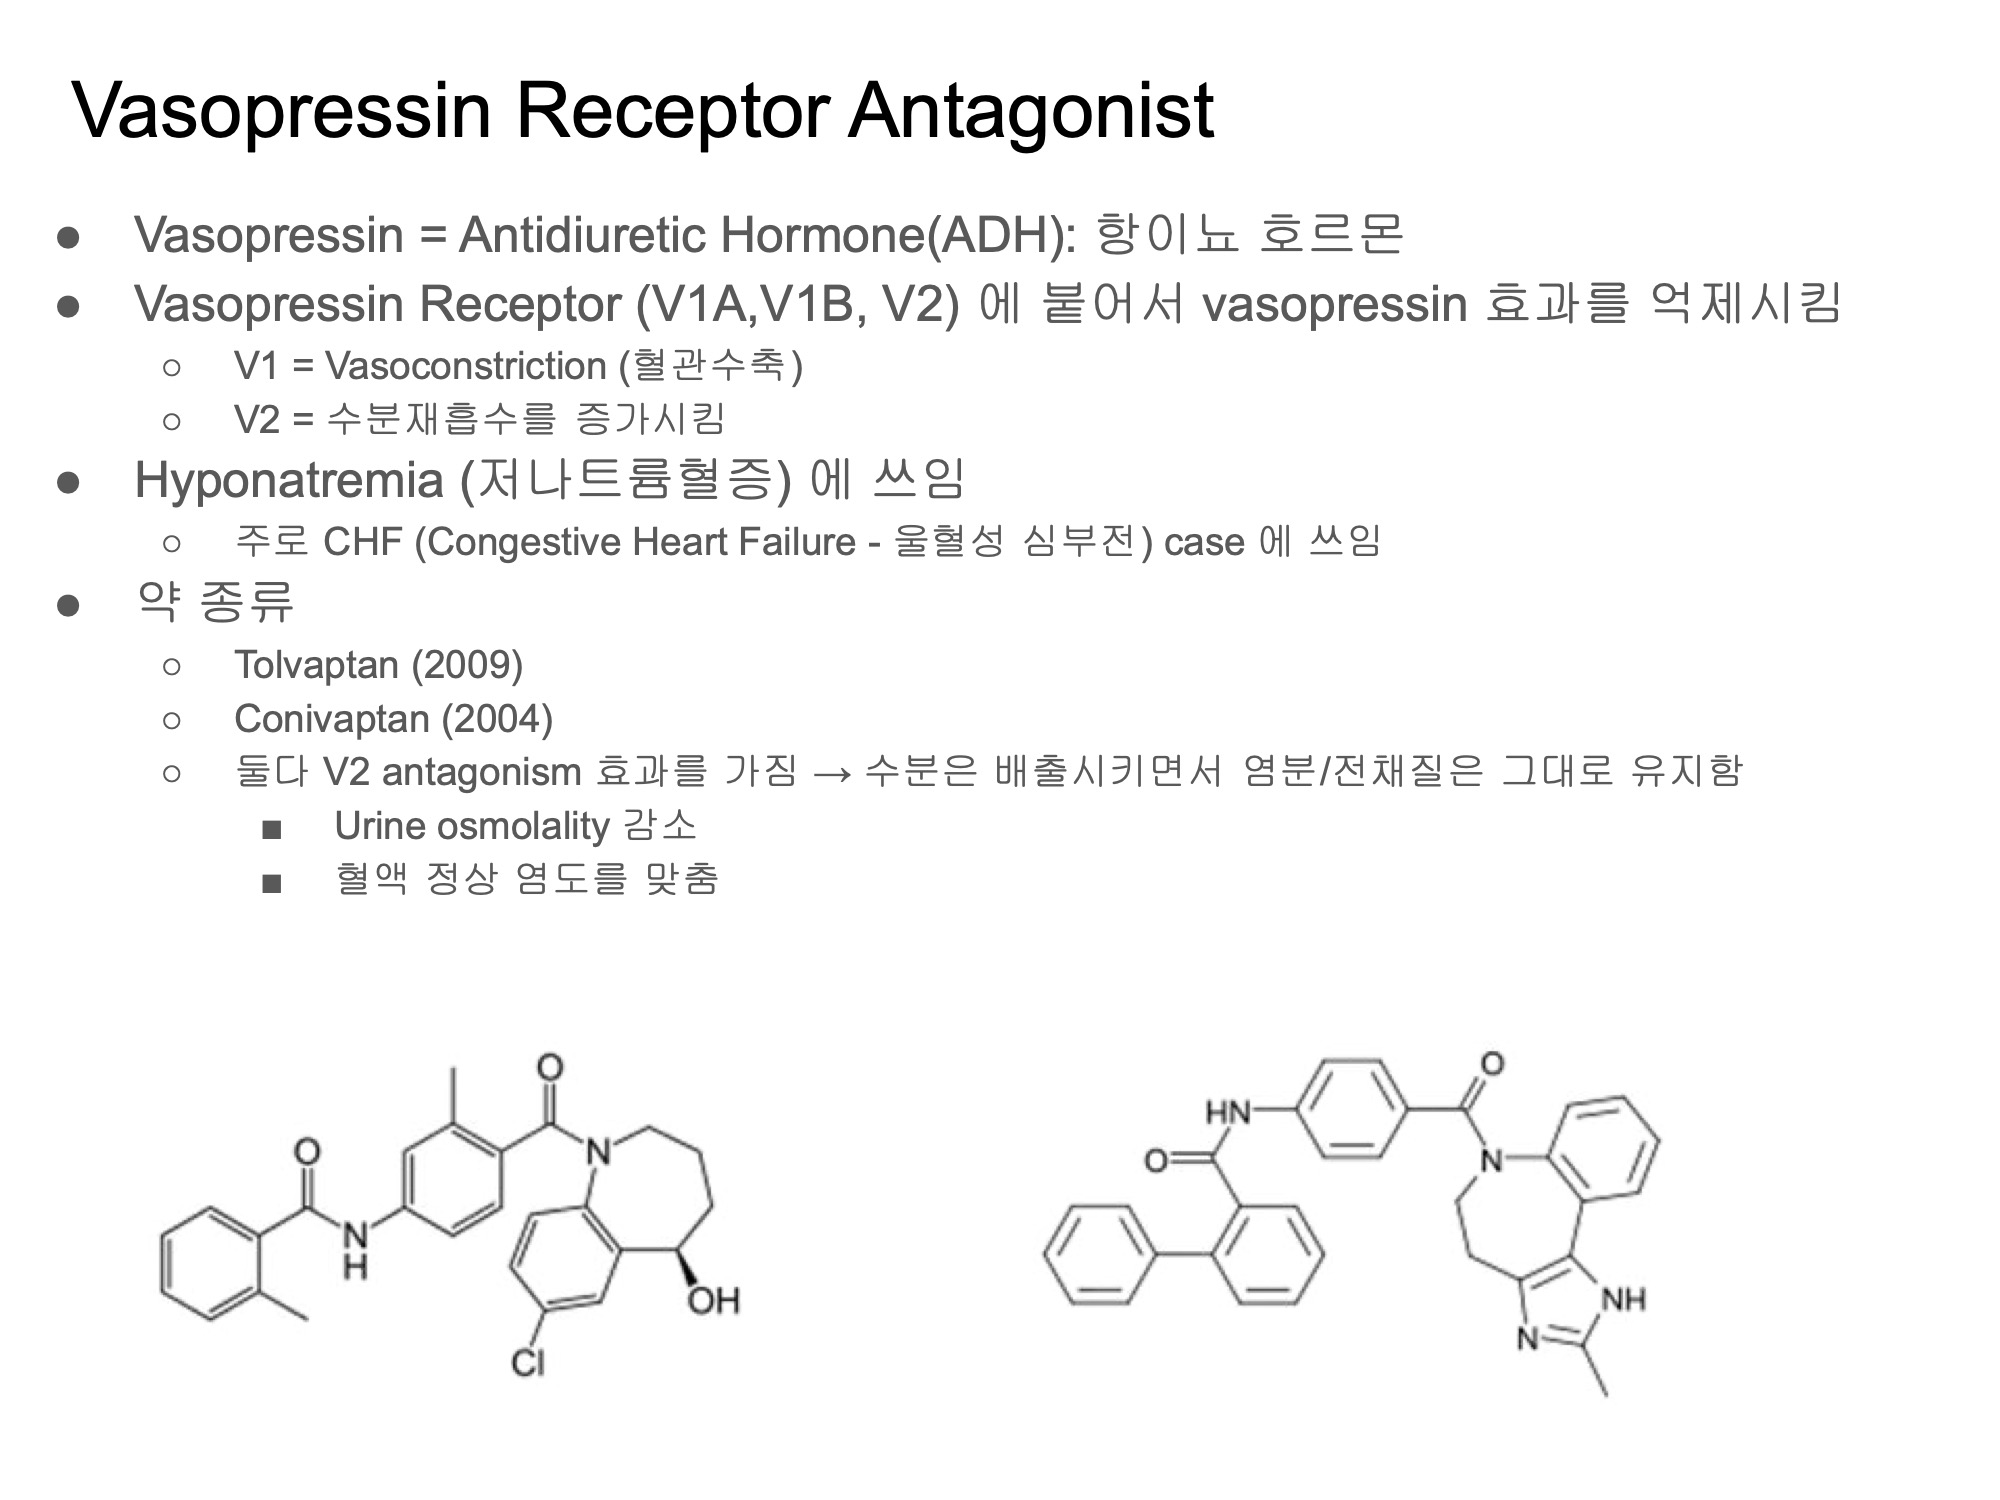 Vasopressin Receptor Antagonist
● Vasopressin = Antidiuretic Hormone(ADH): 항이뇨 호르몬
● Vasopressin Receptor (V1A,V1B, V2) 에 붙어서 vasopressin 효과를 억제시킴
○ V1 = Vasoconstriction (혈관수축)
○ V2 = 수분재흡수를 증가시킴
● Hyponatremia (저나트륨혈증) 에 쓰임
○ 주로 CHF (Congestive Heart Failure - 울혈성 심부전) case 에 쓰임
● 약 종류
○ Tolvaptan (2009)
○ Conivaptan (2004)
○ 둘다 V2 antagonism 효과를 가짐 → 수분은 배출시키면서 염분/전채질은 그대로 유지함
■ Urine osmolality 감소
■ 혈액 정상 염도를 맞춤
O
O
N
N
H
OH
Cl
O
HN
O
N
NH
N